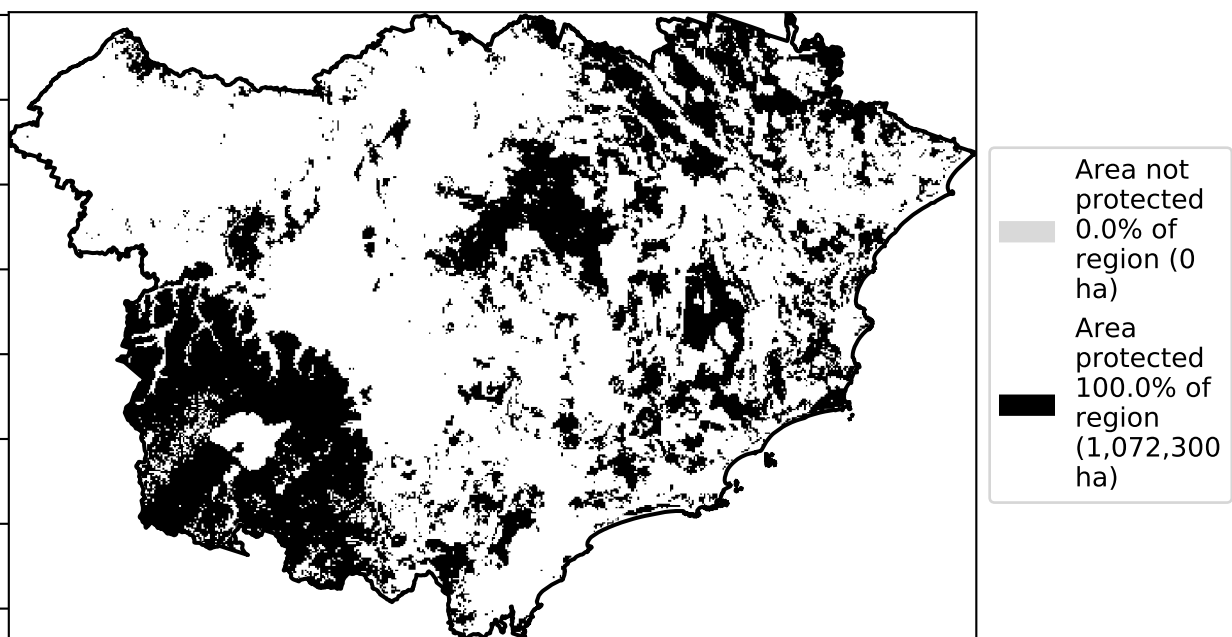 Area not
protected
0.0% of
region (0
ha)
Area
protected
100.0% of
region
(1,072,300
ha)